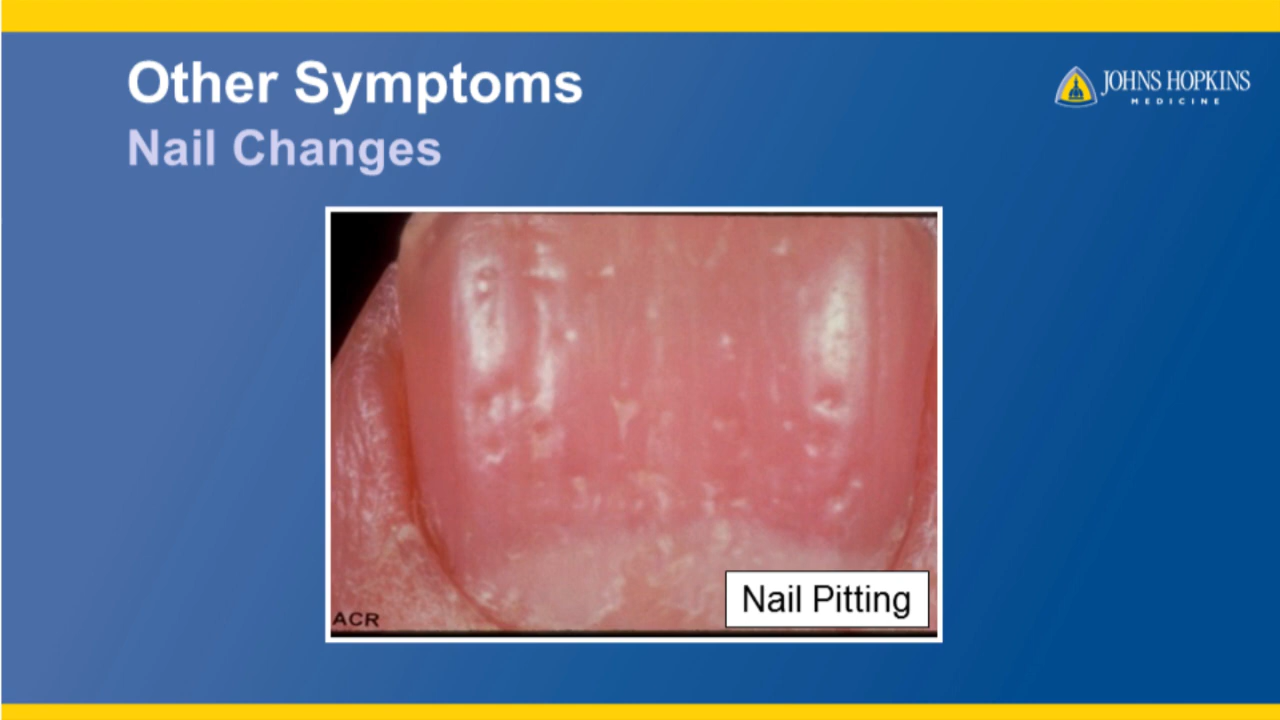 Other Symptoms
Nail Changes
JOHNS HOPKINS
MEDICINE
Nail Pitting
ACR